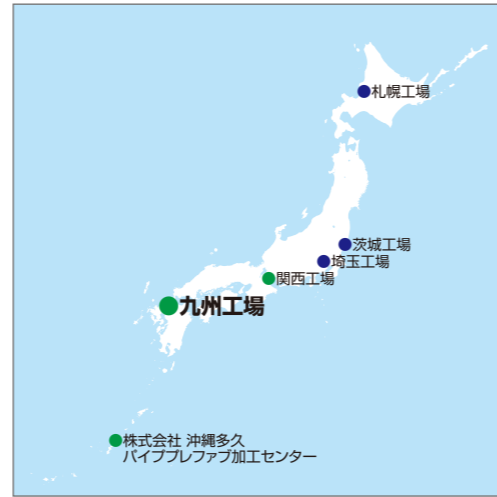 札幌工場
茨城工場
埼玉工場
関西工場
九州工場
株式会社 沖縄多久
パイププレファブ加工センター